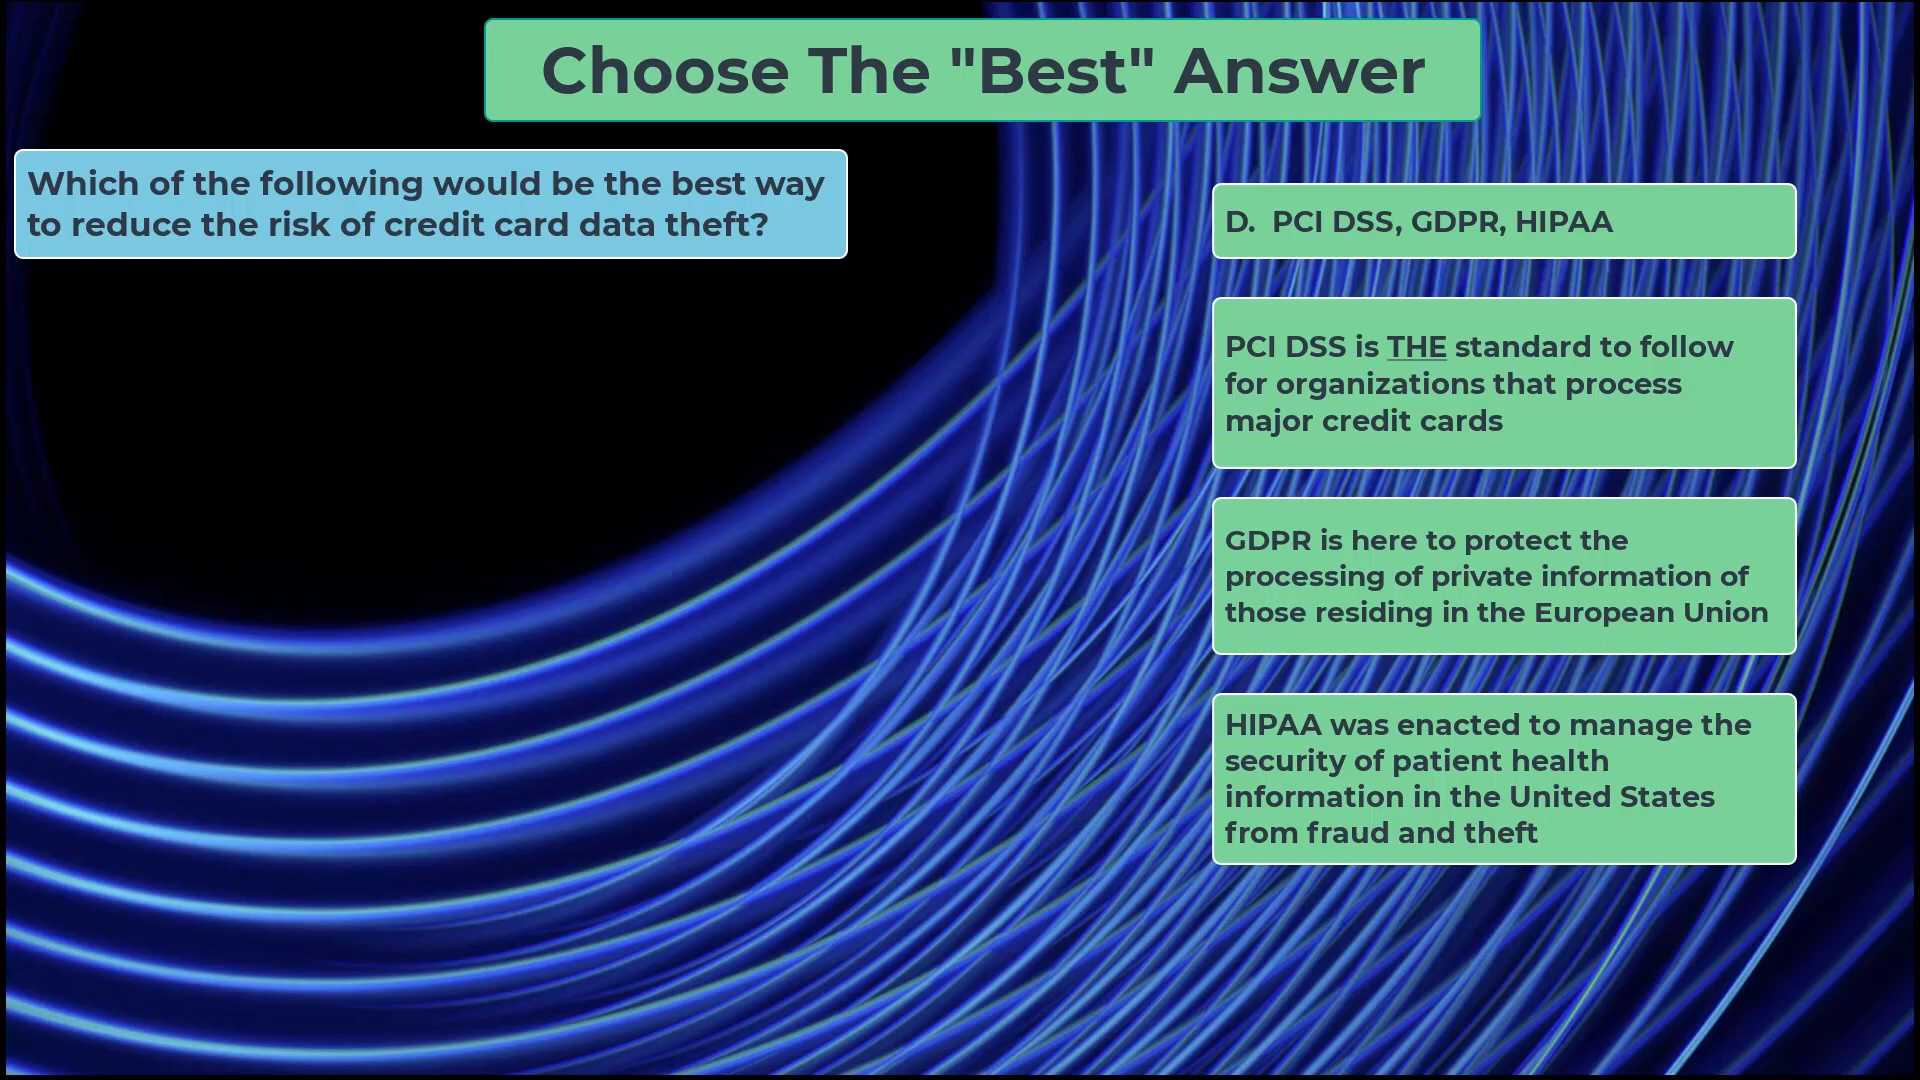 Choose The "Best" Answer
Which of the following would be the best way
to reduce the risk of credit card data theft?
D. PCI DSS, GDPR, HIPAA
PCI DSS is THE standard to follow
for organizations that process
major credit cards
GDPR is here to protect the
processing of private information of
those residing in the European Union
HIPAA was enacted to manage the
security of patient health
information in the United States
from fraud and theft